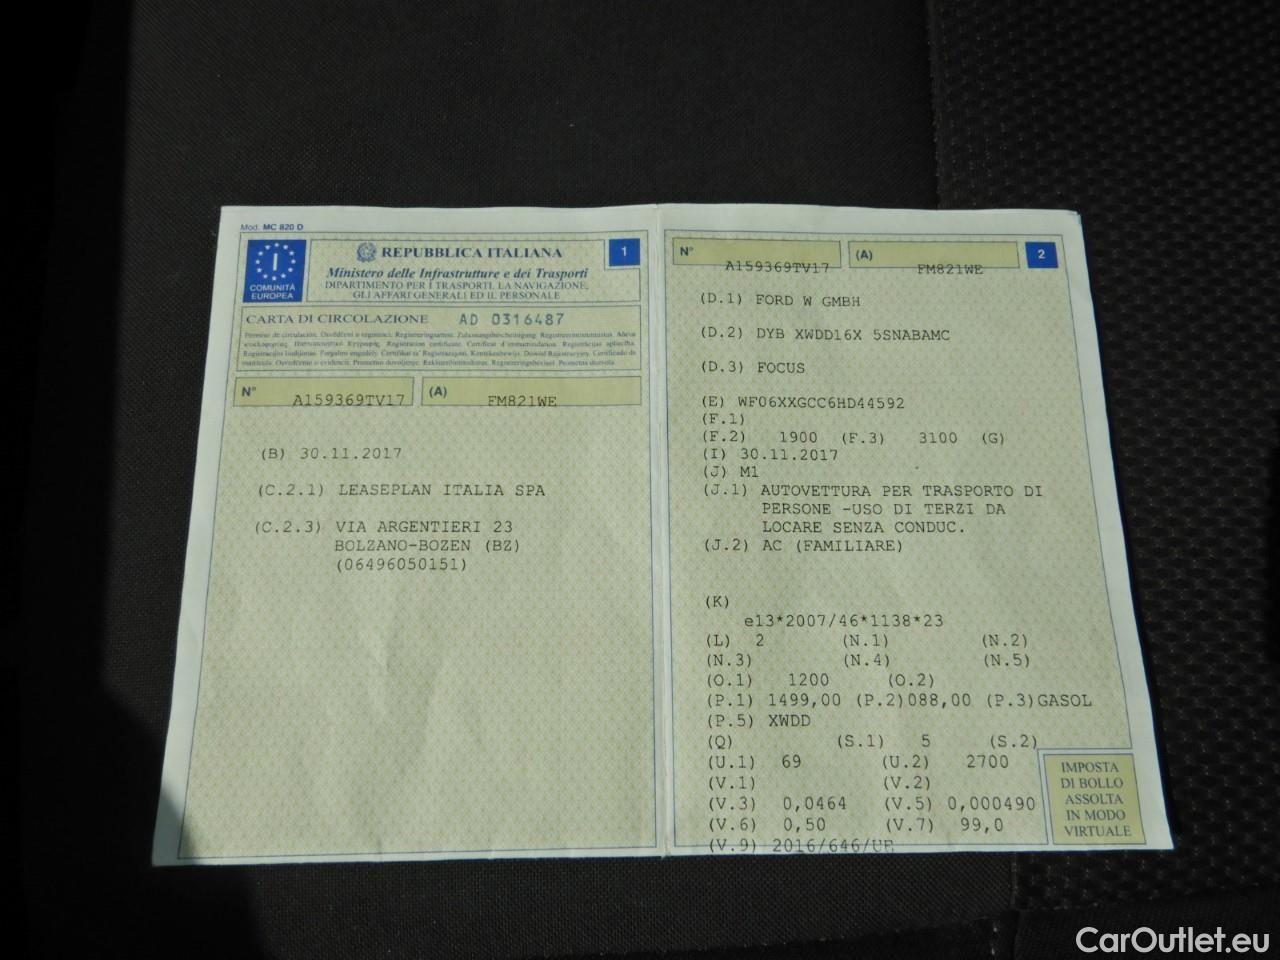 Mod. MC 820 D
I
COMUNITÀ
EUROPEA
REPUBBLICA ITALIANA
1
Ministero delle Infrastrutture e dei Trasporti
DIPARTIMENTO PER I TRASPORTI, LA NAVIGAZIONE,
GLI AFFARI GENERALI ED IL PERSONALE
CARTA DI CIRCOLAZIONE AD 0316487
N° A159369TV17 (A) FM821WE
(B) 30.11.2017
(C.2.1) LEASEPLAN ITALIA SPA
(C.2.3) VIA ARGENTIERI 23
BOLZANO-BOZEN (BZ)
(06496050151)
N° A159369TV17 (A) FM821WE 2
(D.1) FORD W GMBH
(D.2) DYB XWDD16X 5SNABAMC
(D.3) FOCUS
(E) WF06XXGCC6HD44592
(F.1)
(F.2) 1900 (F.3) 3100 (G)
(I) 30.11.2017
(J) M1
(J.1) AUTOVETTURA PER TRASPORTO DI
PERSONE -USO DI TERZI DA
LOCARE SENZA CONDUC.
(J.2) AC (FAMILIARE)
(K)
e13*2007/46*1138*23
(L) 2 (N.1) (N.2)
(N.3) (N.4) (N.5)
(O.1) 1200 (O.2)
(P.1) 1499,00 (P.2)088,00 (P.3)GASOL
(P.5) XWDD
(Q) (S.1) 5 (S.2)
(U.1) 69 (U.2) 2700
(V.1) (V.2)
(V.3) 0,0464 (V.5) 0,000490
(V.6) 0,50 (V.7) 99,0
(V.9) 2016/646/UE
IMPOSTA
DI BOLLO
ASSOLTA
IN MODO
VIRTUALE
CarOutlet.eu